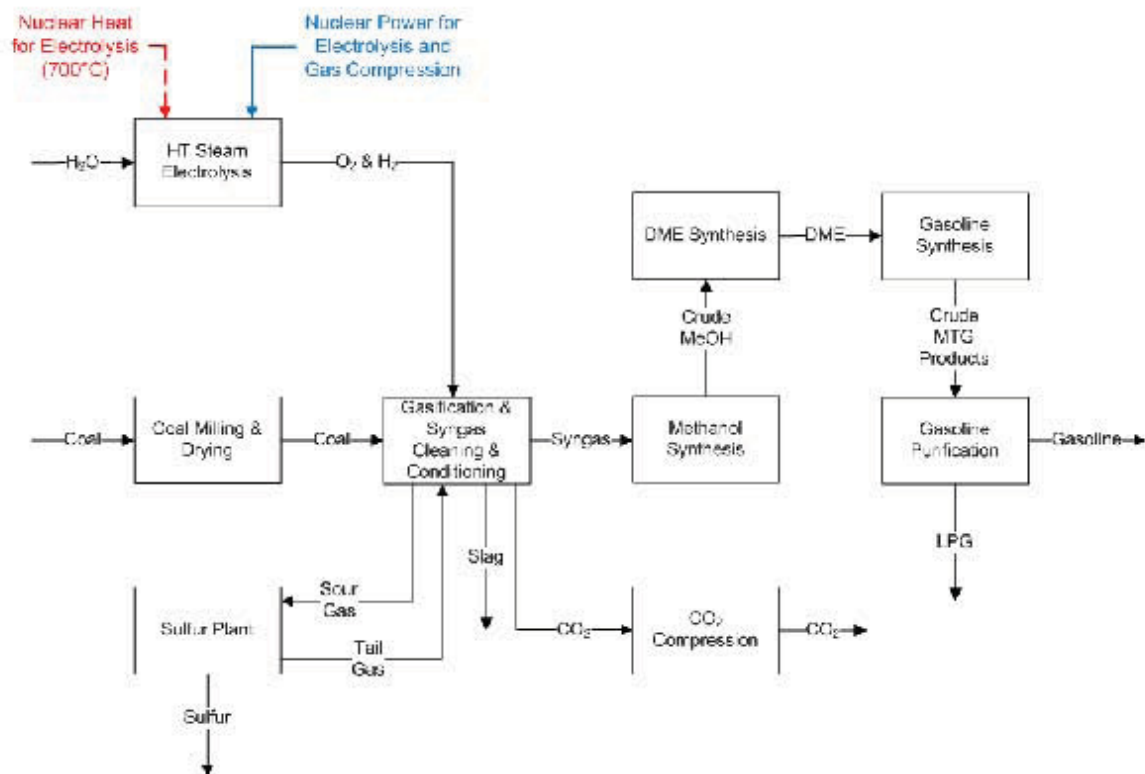 Nuclear Heat
for Electrolysis
(700°C)
Nuclear Power for
Electrolysis and
Gas Compression
H₂O
HT Steam
Electrolysis
O₂ & H₂
DME Synthesis
DME
Gasoline
Synthesis
Crude
MeOH
Crude
MTG
Products
Coal
Coal Milling &
Drying
Coal
Gasification &
Syngas
Cleaning &
Conditioning
Syngas
Methanol
Synthesis
Gasoline
Purification
Gasoline
Slag
LPG
Sour
Gas
Sulfur Plant
Tail
Gas
CO₂
CO₂
Compression
CO₂
Sulfur